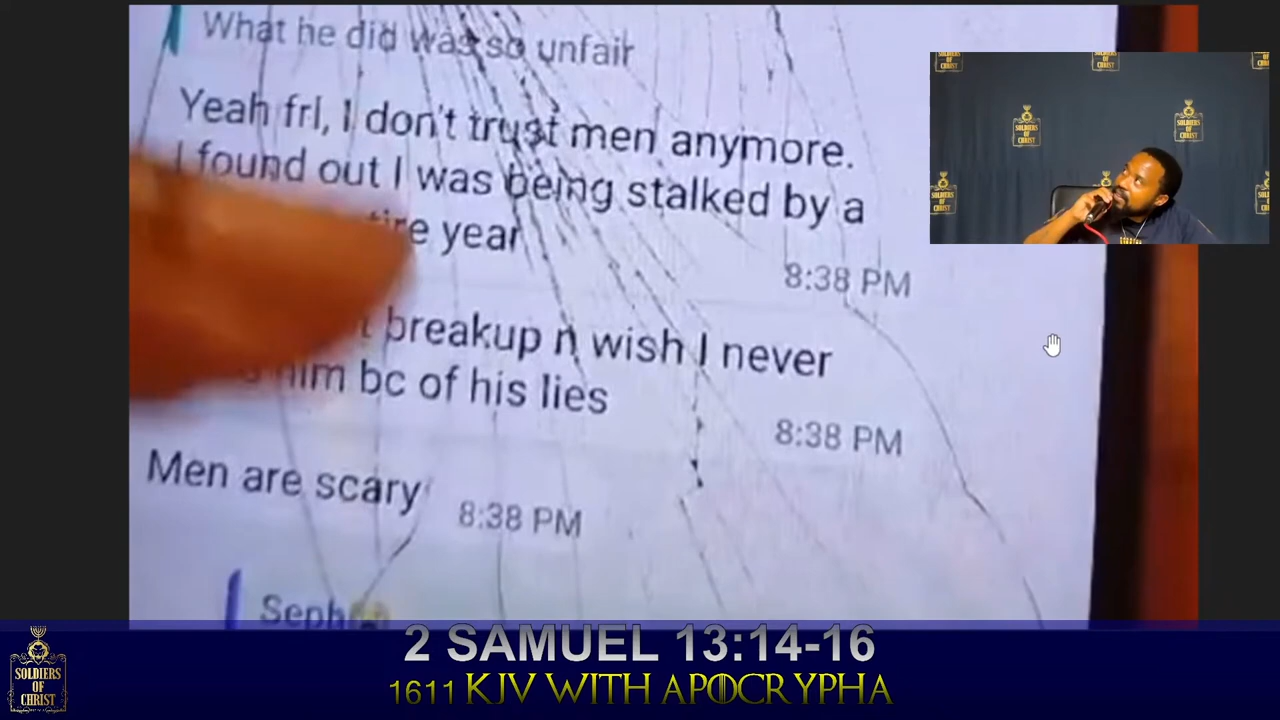 What he did was so unfair
Yeah frl, I don't trust men anymore.
I found out I was being stalked by a
year
8:38 PM
breakup n wish I never
him bc of his lies
8:38 PM
Men are scary
8:38 PM
Seph
SOLDIERS
OF
CHRIST
2 SAMUEL 13:14-16
1611 KJV WITH APOCRYPHA